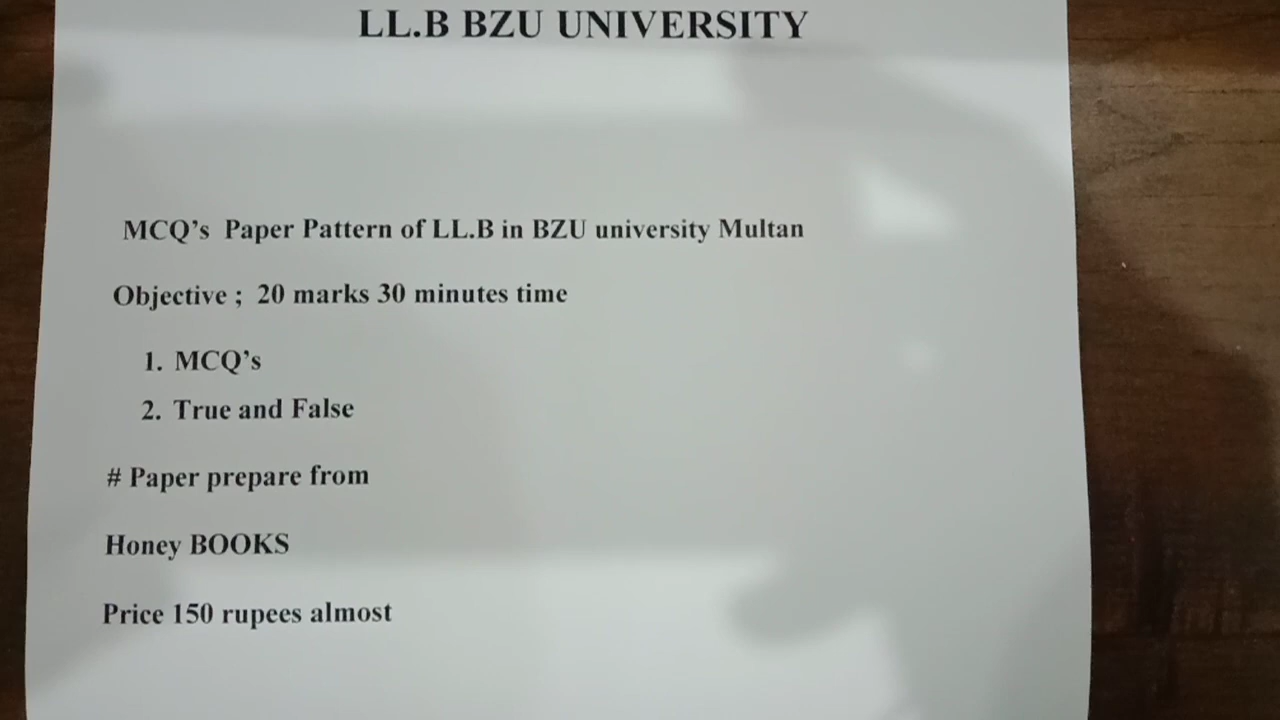 LL.B BZU UNIVERSITY
MCQ’s Paper Pattern of LL.B in BZU university Multan
Objective ; 20 marks 30 minutes time
1. MCQ’s
2. True and False
# Paper prepare from
Honey BOOKS
Price 150 rupees almost